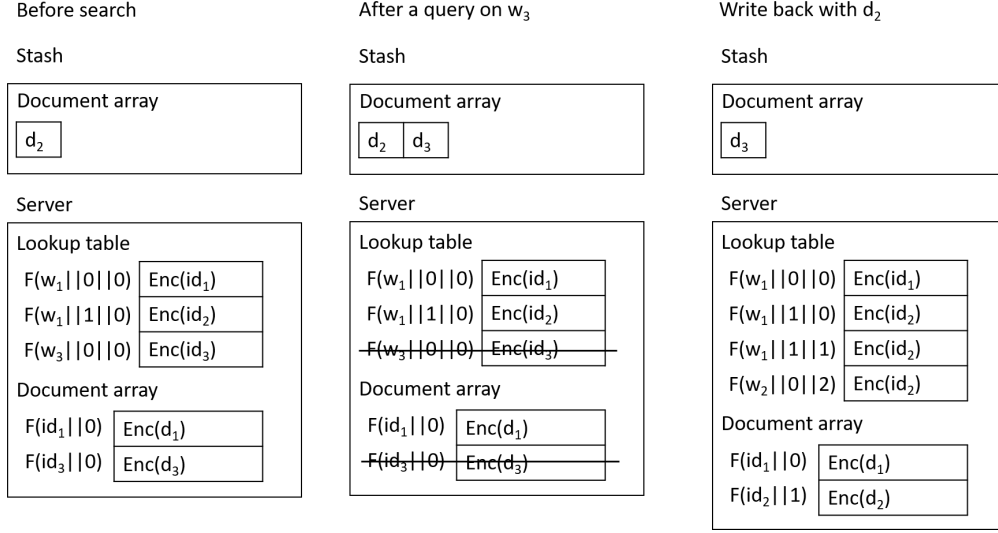 Before search
Stash
Document array
d₂
Server
Lookup table
F(w₁||0||0) Enc(id₁)
F(w₁||1||0) Enc(id₂)
F(w₃||0||0) Enc(id₃)
Document array
F(id₁||0) Enc(d₁)
F(id₃||0) Enc(d₃)
After a query on w₃
Stash
Document array
d₂ d₃
Server
Lookup table
F(w₁||0||0) Enc(id₁)
F(w₁||1||0) Enc(id₂)
F(w₃||0||0) Enc(id₃)
Document array
F(id₁||0) Enc(d₁)
F(id₃||0) Enc(d₃)
Write back with d₂
Stash
Document array
d₃
Server
Lookup table
F(w₁||0||0) Enc(id₁)
F(w₁||1||0) Enc(id₂)
F(w₁||1||1) Enc(id₂)
F(w₂||0||2) Enc(id₂)
Document array
F(id₁||0) Enc(d₁)
F(id₂||1) Enc(d₂)